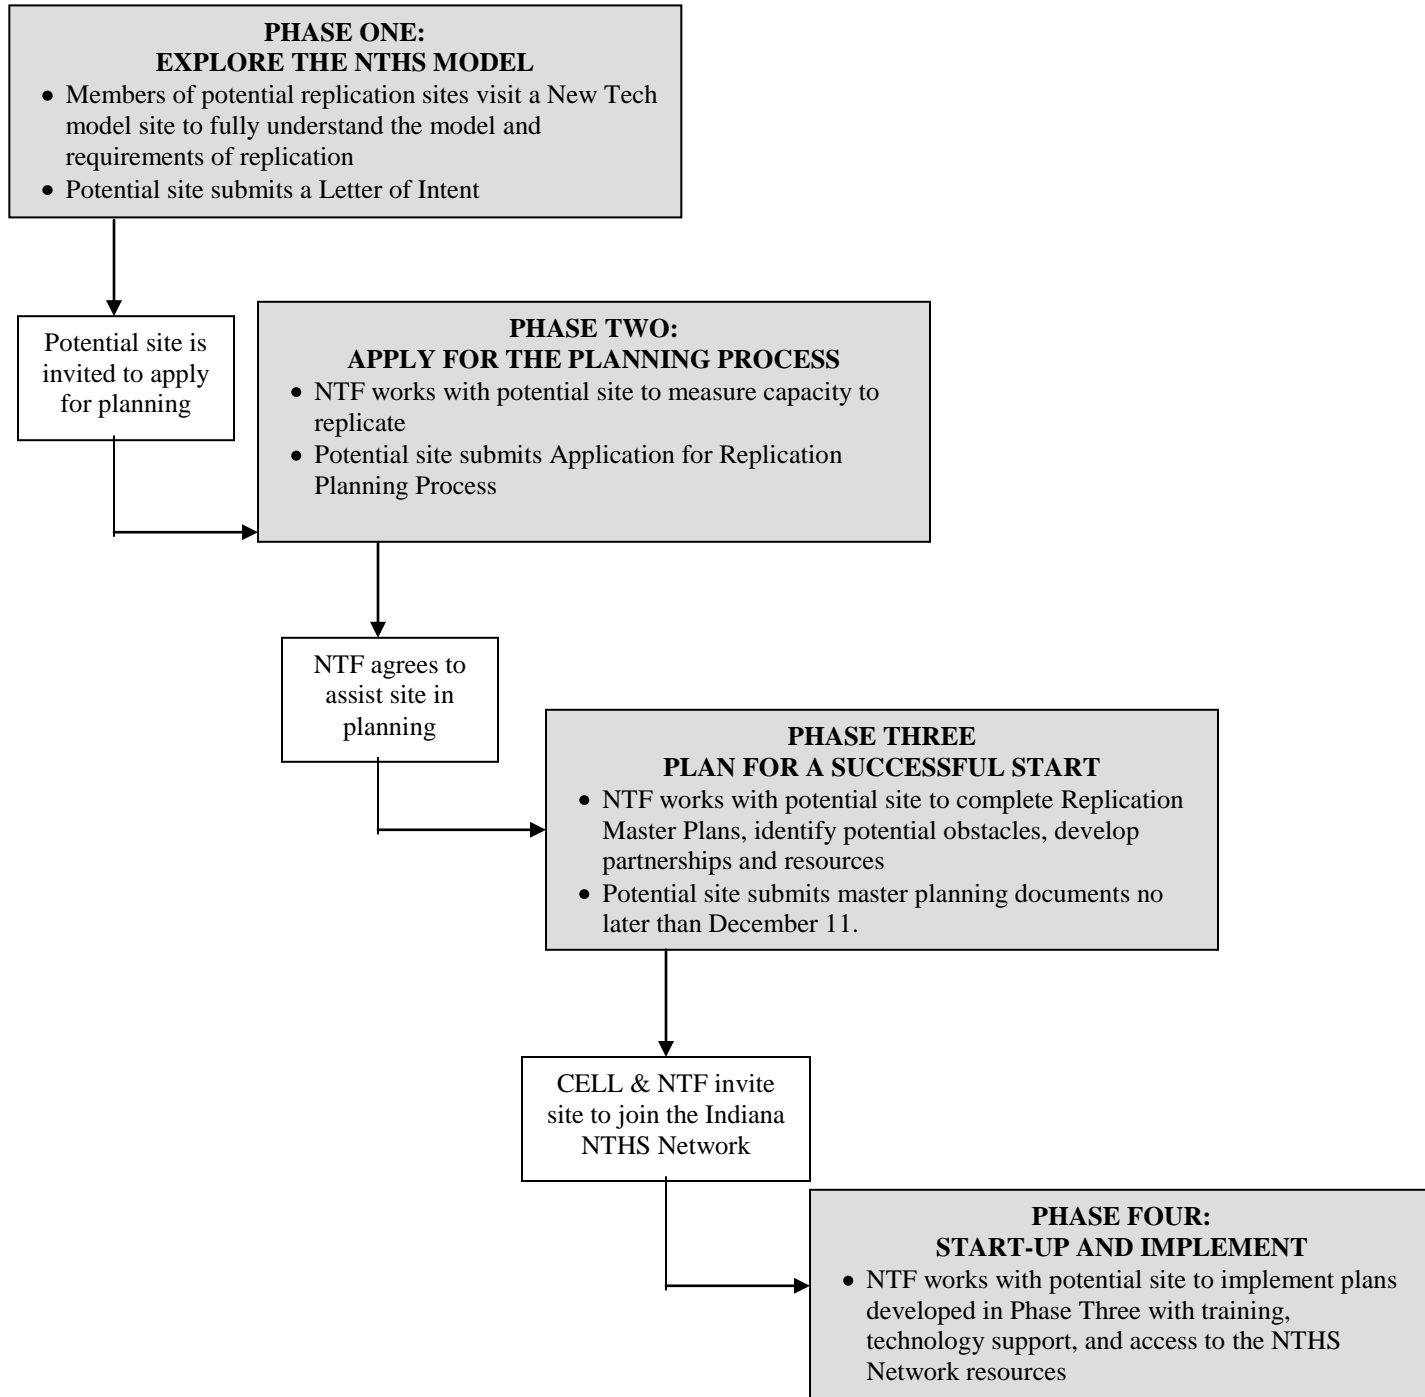 PHASE ONE:
EXPLORE THE NTHS MODEL
• Members of potential replication sites visit a New Tech
model site to fully understand the model and
requirements of replication
• Potential site submits a Letter of Intent
Potential site is
invited to apply
for planning
PHASE TWO:
APPLY FOR THE PLANNING PROCESS
• NTF works with potential site to measure capacity to
replicate
• Potential site submits Application for Replication
Planning Process
NTF agrees to
assist site in
planning
PHASE THREE
PLAN FOR A SUCCESSFUL START
• NTF works with potential site to complete Replication
Master Plans, identify potential obstacles, develop
partnerships and resources
• Potential site submits master planning documents no
later than December 11.
CELL & NTF invite
site to join the Indiana
NTHS Network
PHASE FOUR:
START-UP AND IMPLEMENT
• NTF works with potential site to implement plans
developed in Phase Three with training,
technology support, and access to the NTHS
Network resources